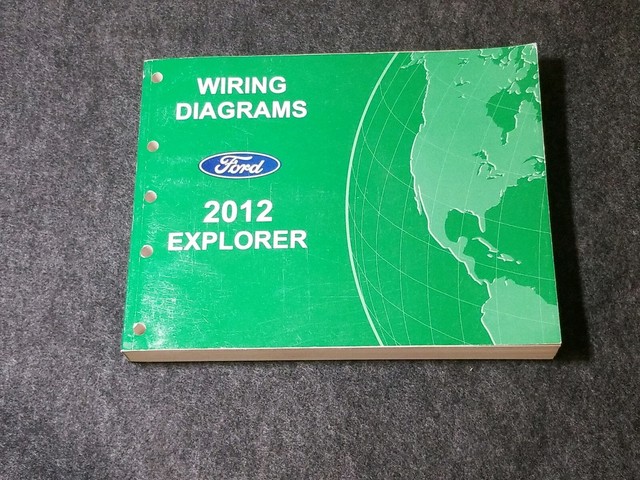 WIRING
DIAGRAMS
Ford
2012
EXPLORER